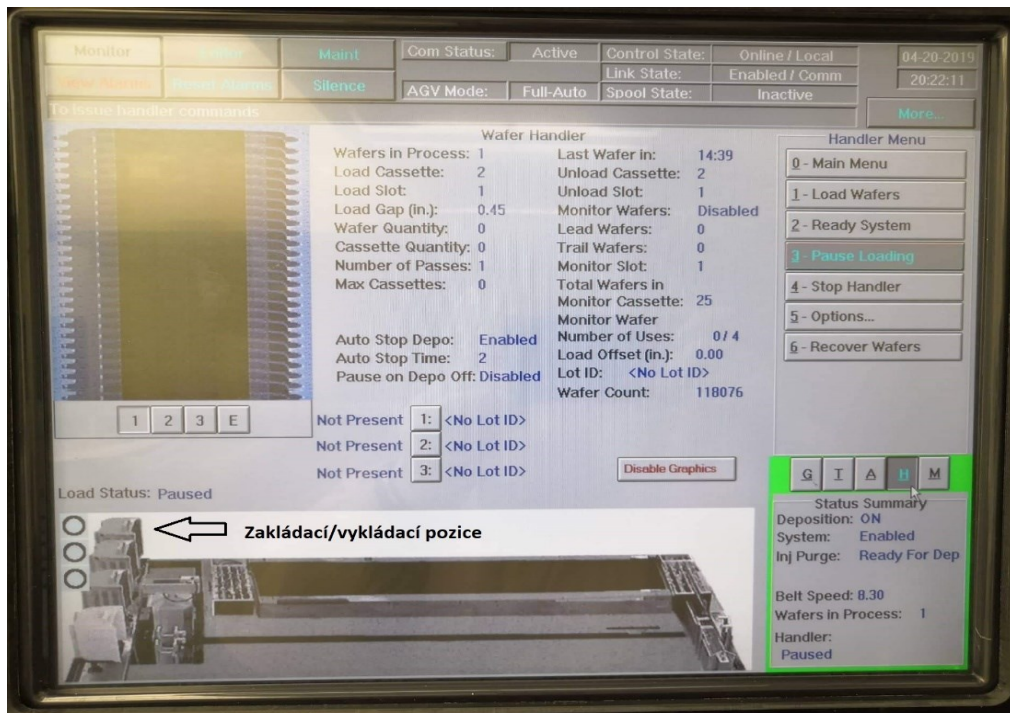 Monitor
Maint
Com Status: Active
Control State: Online / Local
04-20-2019
View Alarms
Reset Alarms
Silence
Link State: Enabled / Comm
20:22:11
AGV Mode: Full-Auto
Spool State: Inactive
To issue handler commands
More...
Wafer Handler
Wafers in Process: 1
Load Cassette: 2
Load Slot: 1
Load Gap (in.): 0.45
Wafer Quantity: 0
Cassette Quantity: 0
Number of Passes: 1
Max Cassettes: 0
Auto Stop Depo: Enabled
Auto Stop Time: 2
Pause on Depo Off: Disabled
Last Wafer in: 14:39
Unload Cassette: 2
Unload Slot: 1
Monitor Wafers: Disabled
Lead Wafers: 0
Trail Wafers: 0
Monitor Slot: 1
Total Wafers in
Monitor Cassette: 25
Monitor Wafer
Number of Uses: 0 / 4
Load Offset (in.): 0.00
Lot ID: <No Lot ID>
Wafer Count: 118076
Handler Menu
0 - Main Menu
1 - Load Wafers
2 - Ready System
3 - Pause Loading
4 - Stop Handler
5 - Options...
6 - Recover Wafers
1 2 3 E
Not Present 1: <No Lot ID>
Not Present 2: <No Lot ID>
Not Present 3: <No Lot ID>
Disable Graphics
Load Status: Paused
Zakládací/vykládací pozice
G I A H M
Status Summary
Deposition: ON
System: Enabled
Inj Purge: Ready For Dep
Belt Speed: 8.30
Wafers in Process: 1
Handler:
Paused